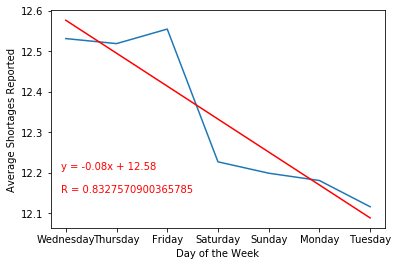 12.6
12.5
12.4
12.3
12.2
12.1
Average Shortages Reported
y = -0.08x + 12.58
R = 0.8327570900365785
Wednesday Thursday Friday Saturday Sunday Monday Tuesday
Day of the Week